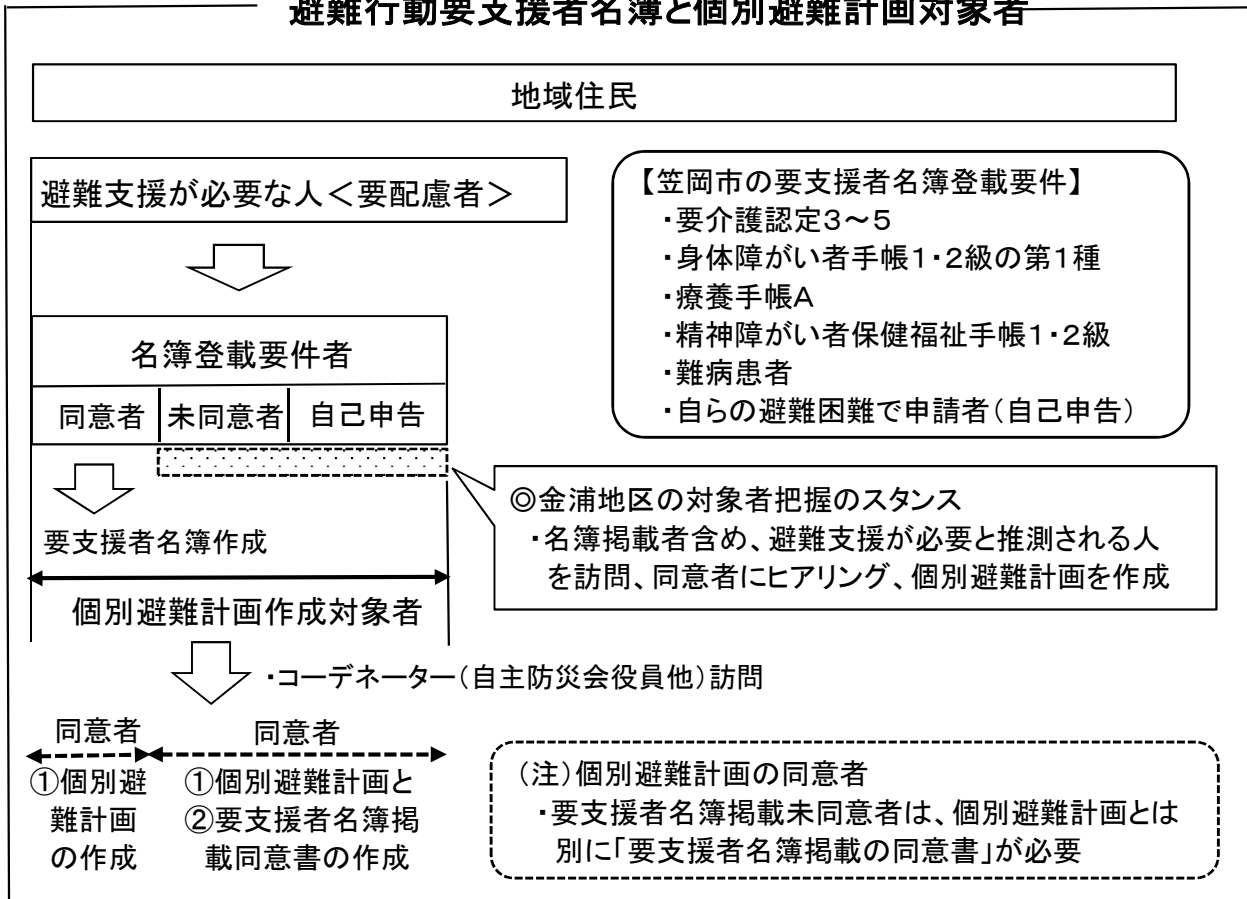 避難行動要支援者名簿と個別避難計画対象者
地域住民
避難支援が必要な人＜要配慮者＞
【笠岡市の要支援者名簿登載要件】
・要介護認定3～5
・身体障がい者手帳1・2級の第1種
・療養手帳A
・精神障がい者保健福祉手帳1・2級
・難病患者
・自らの避難困難で申請者(自己申告)
名簿登載要件者
同意者 未同意者 自己申告
要支援者名簿作成
個別避難計画作成対象者
◎金浦地区の対象者把握のスタンス
・名簿掲載者含め、避難支援が必要と推測される人
を訪問、同意者にヒアリング、個別避難計画を作成
・コーデネーター(自主防災会役員他)訪問
同意者
①個別避
難計画
の作成
同意者
①個別避難計画と
②要支援者名簿掲
載同意書の作成
(注)個別避難計画の同意者
・要支援者名簿掲載未同意者は、個別避難計画とは
別に「要支援者名簿掲載の同意書」が必要